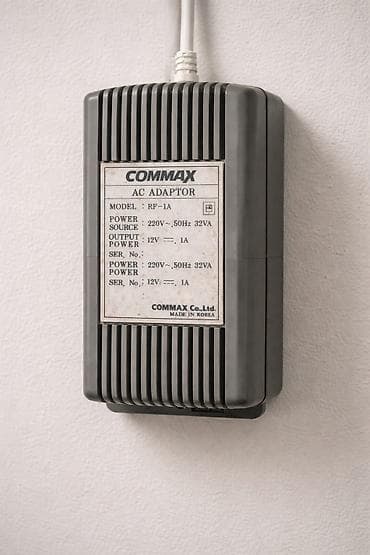 COMMAX
AC ADAPTOR
MODEL : RF-1A
POWER SOURCE : 220V~, 50Hz 32VA
OUTPUT POWER : 12V ⎓, 1A
SER, No.:
POWER POWER : 220V~, 50Hz 32VA
SER, No.: 12V ⎓, 1A
:
COMMAX Co.,Ltd.
MADE IN KOREA